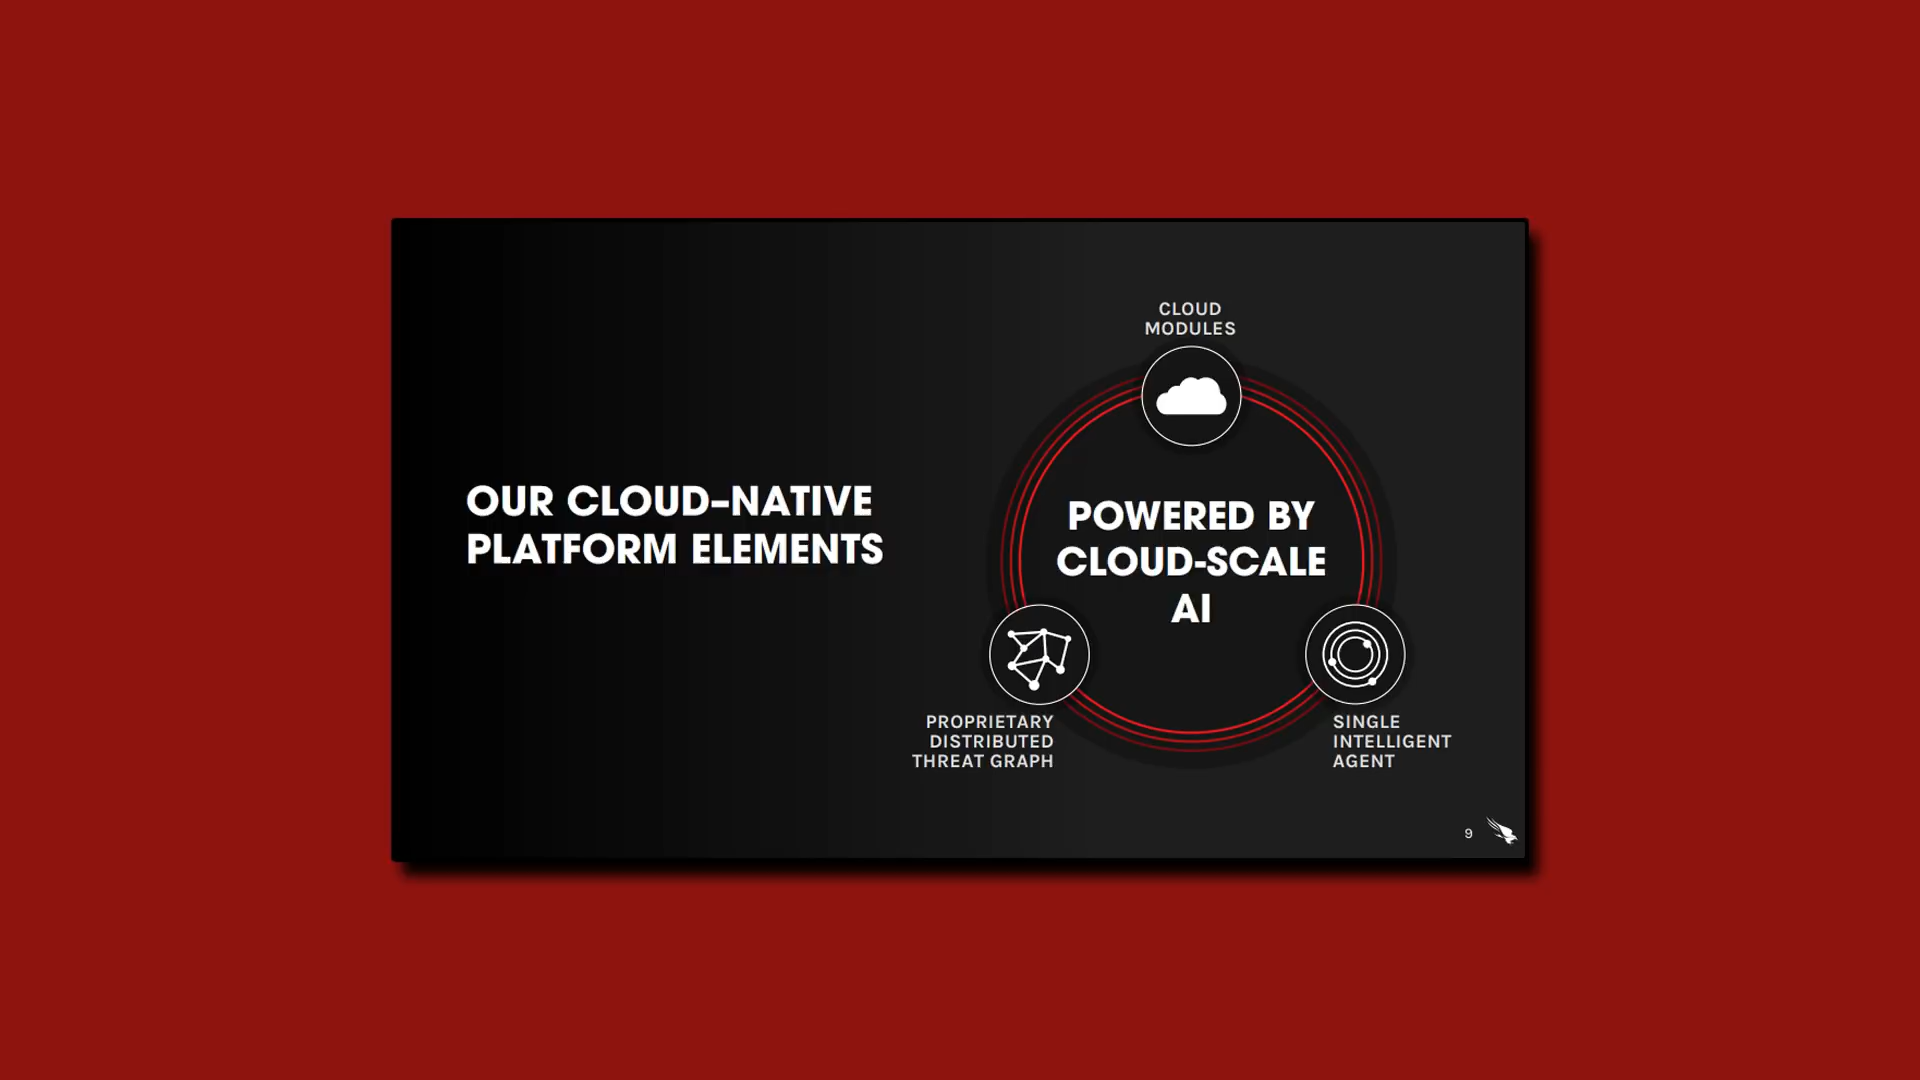 OUR CLOUD–NATIVE
PLATFORM ELEMENTS
CLOUD
MODULES
POWERED BY
CLOUD-SCALE
AI
PROPRIETARY
DISTRIBUTED
THREAT GRAPH
SINGLE
INTELLIGENT
AGENT
9